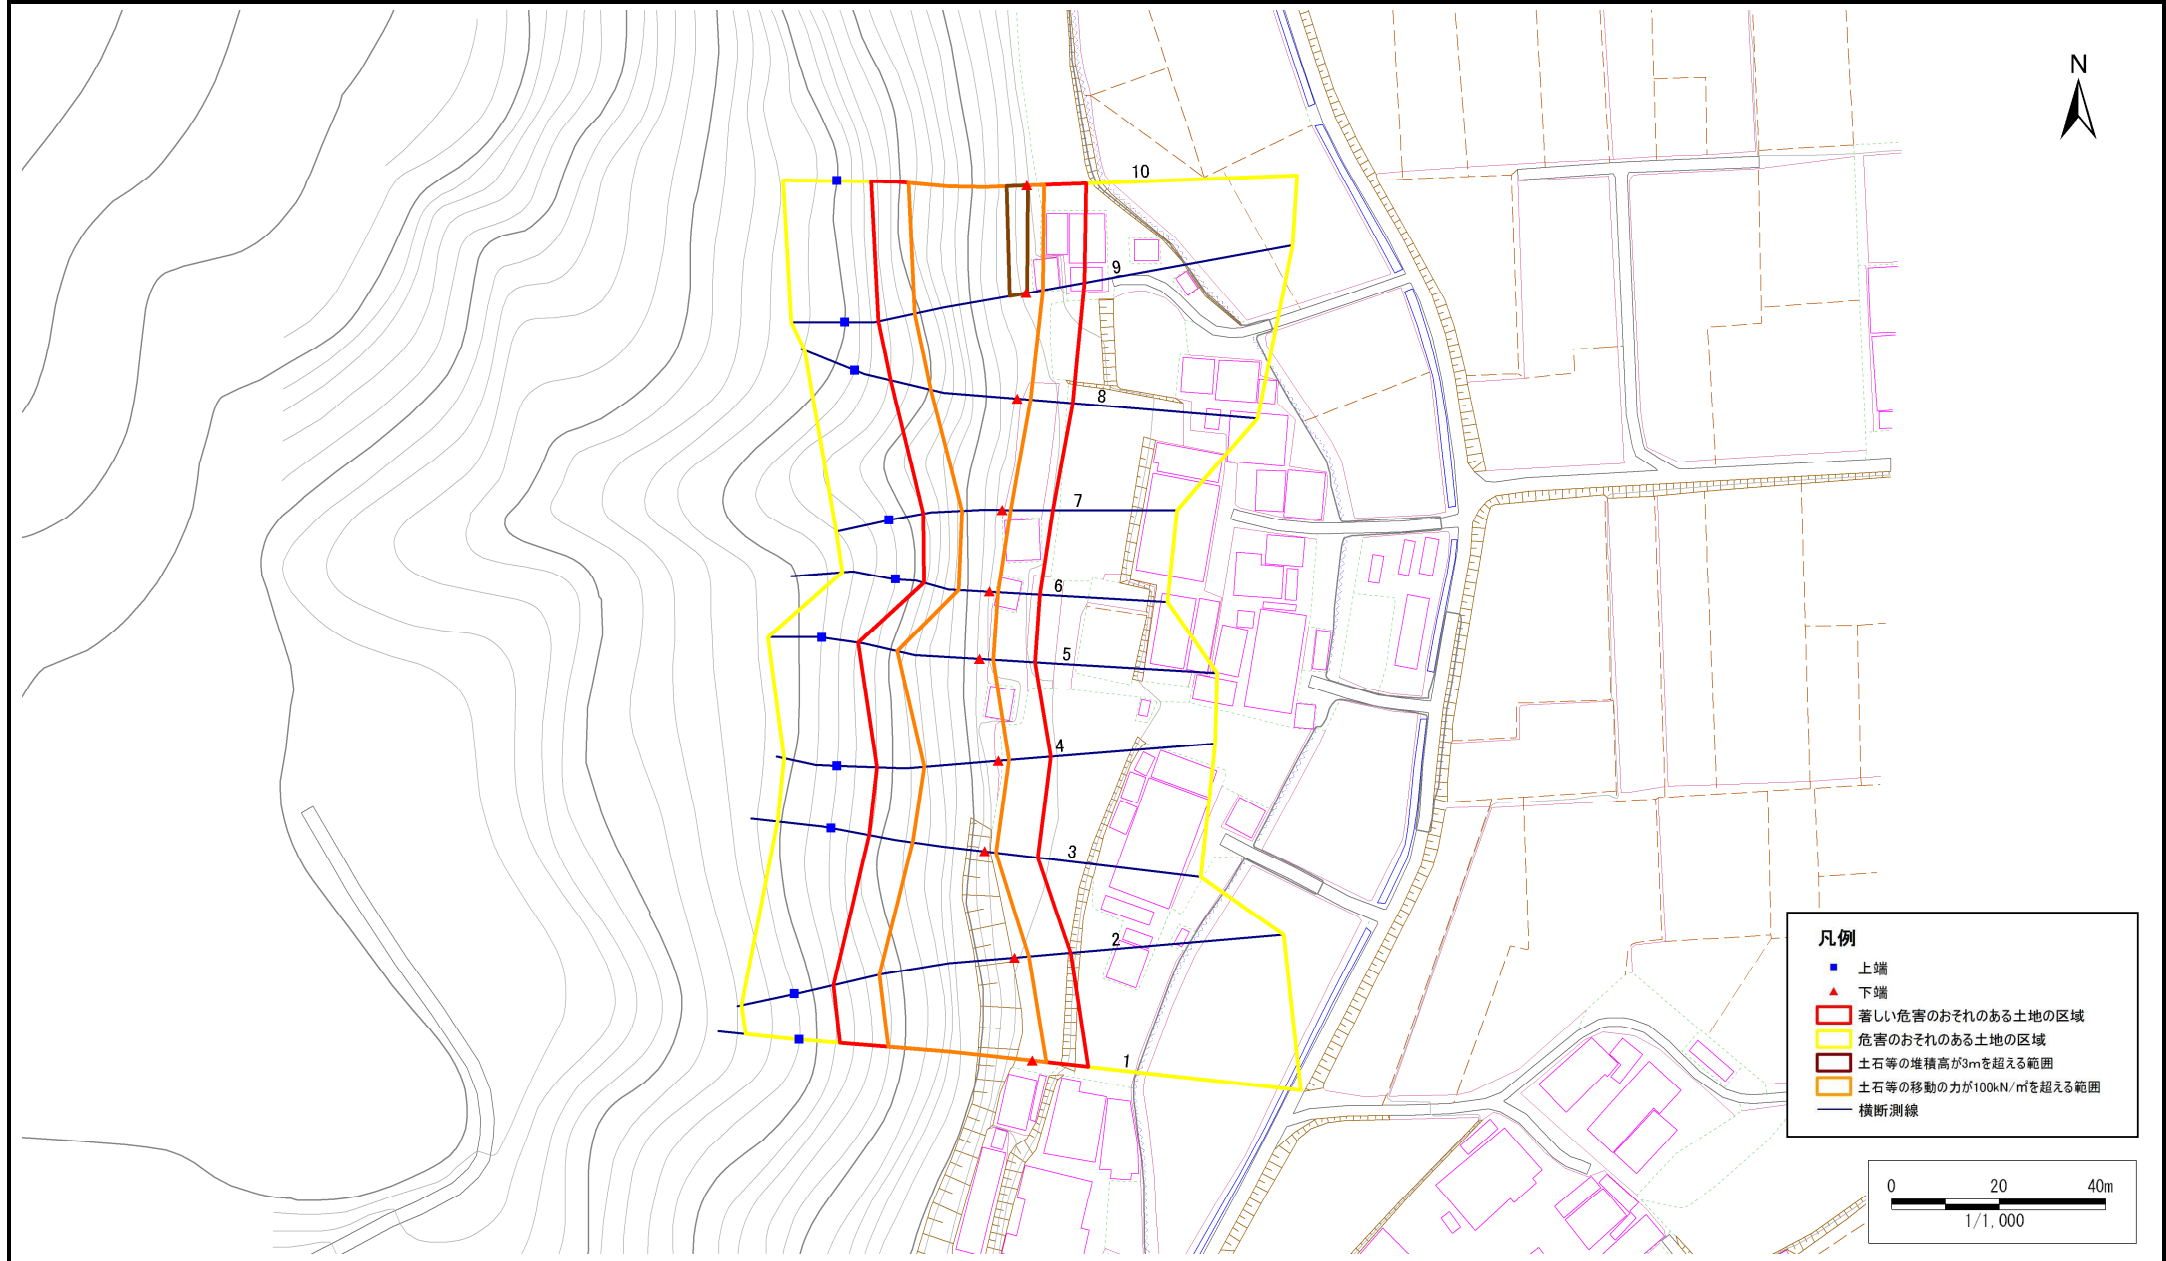 N
10
9
8
7
6
5
4
3
2
1
凡例
上端
下端
著しい危害のおそれのある土地の区域
危害のおそれのある土地の区域
土石等の堆積高が3mを超える範囲
土石等の移動の力が100kN/㎡を超える範囲
横断測線
0 20 40m
1/1,000